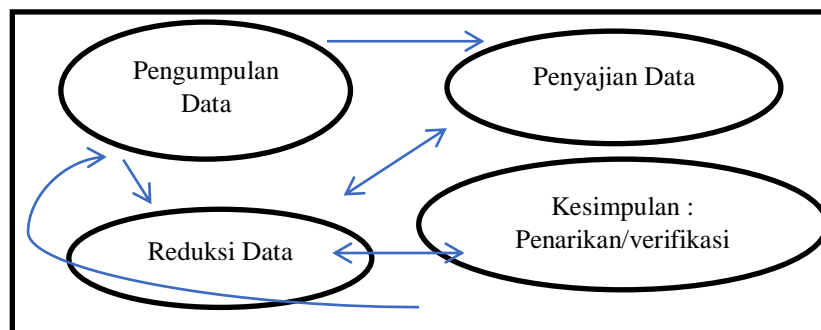 Pengumpulan
Data
Penyajian Data
Reduksi Data
Kesimpulan :
Penarikan/verifikasi